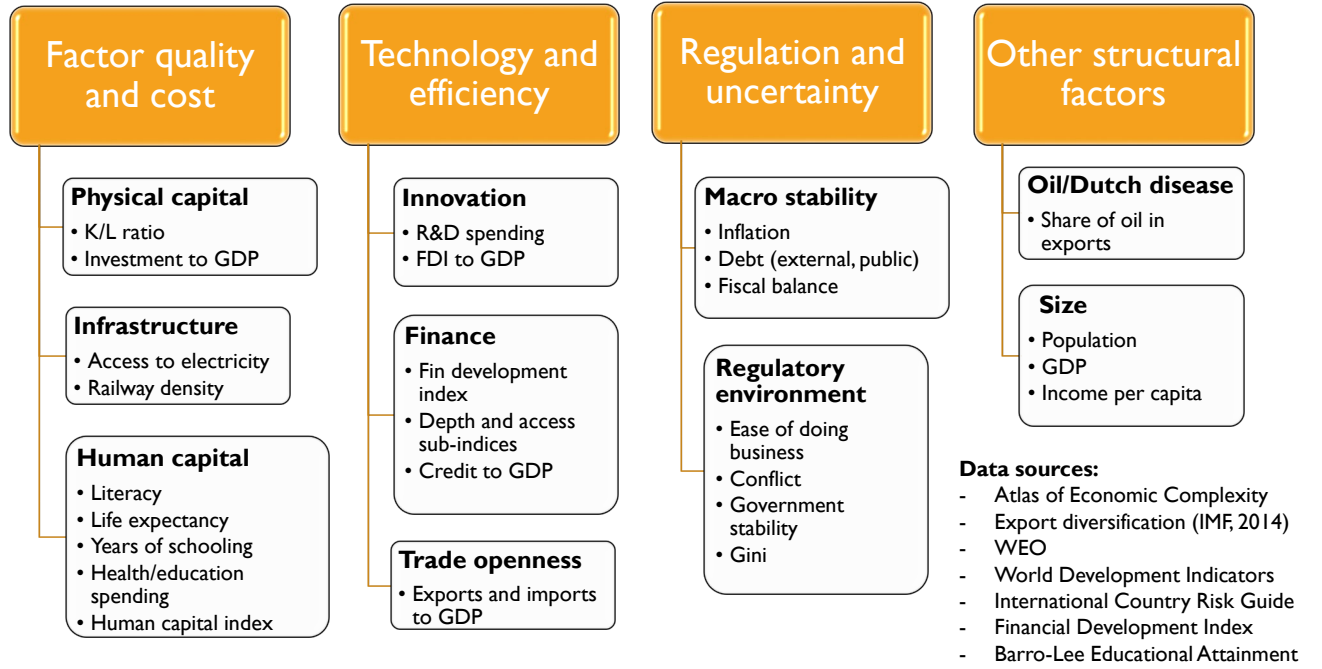 Factor quality
and cost
Physical capital
• K/L ratio
• Investment to GDP
Infrastructure
• Access to electricity
• Railway density
Human capital
• Literacy
• Life expectancy
• Years of schooling
• Health/education
spending
• Human capital index
Technology and
efficiency
Innovation
• R&D spending
• FDI to GDP
Finance
• Fin development
index
• Depth and access
sub-indices
• Credit to GDP
Trade openness
• Exports and imports
to GDP
Regulation and
uncertainty
Macro stability
• Inflation
• Debt (external, public)
• Fiscal balance
Regulatory
environment
• Ease of doing
business
• Conflict
• Government
stability
• Gini
Other structural
factors
Oil/Dutch disease
• Share of oil in
exports
Size
• Population
• GDP
• Income per capita
Data sources:
- Atlas of Economic Complexity
- Export diversification (IMF, 2014)
- WEO
- World Development Indicators
- International Country Risk Guide
- Financial Development Index
- Barro-Lee Educational Attainment